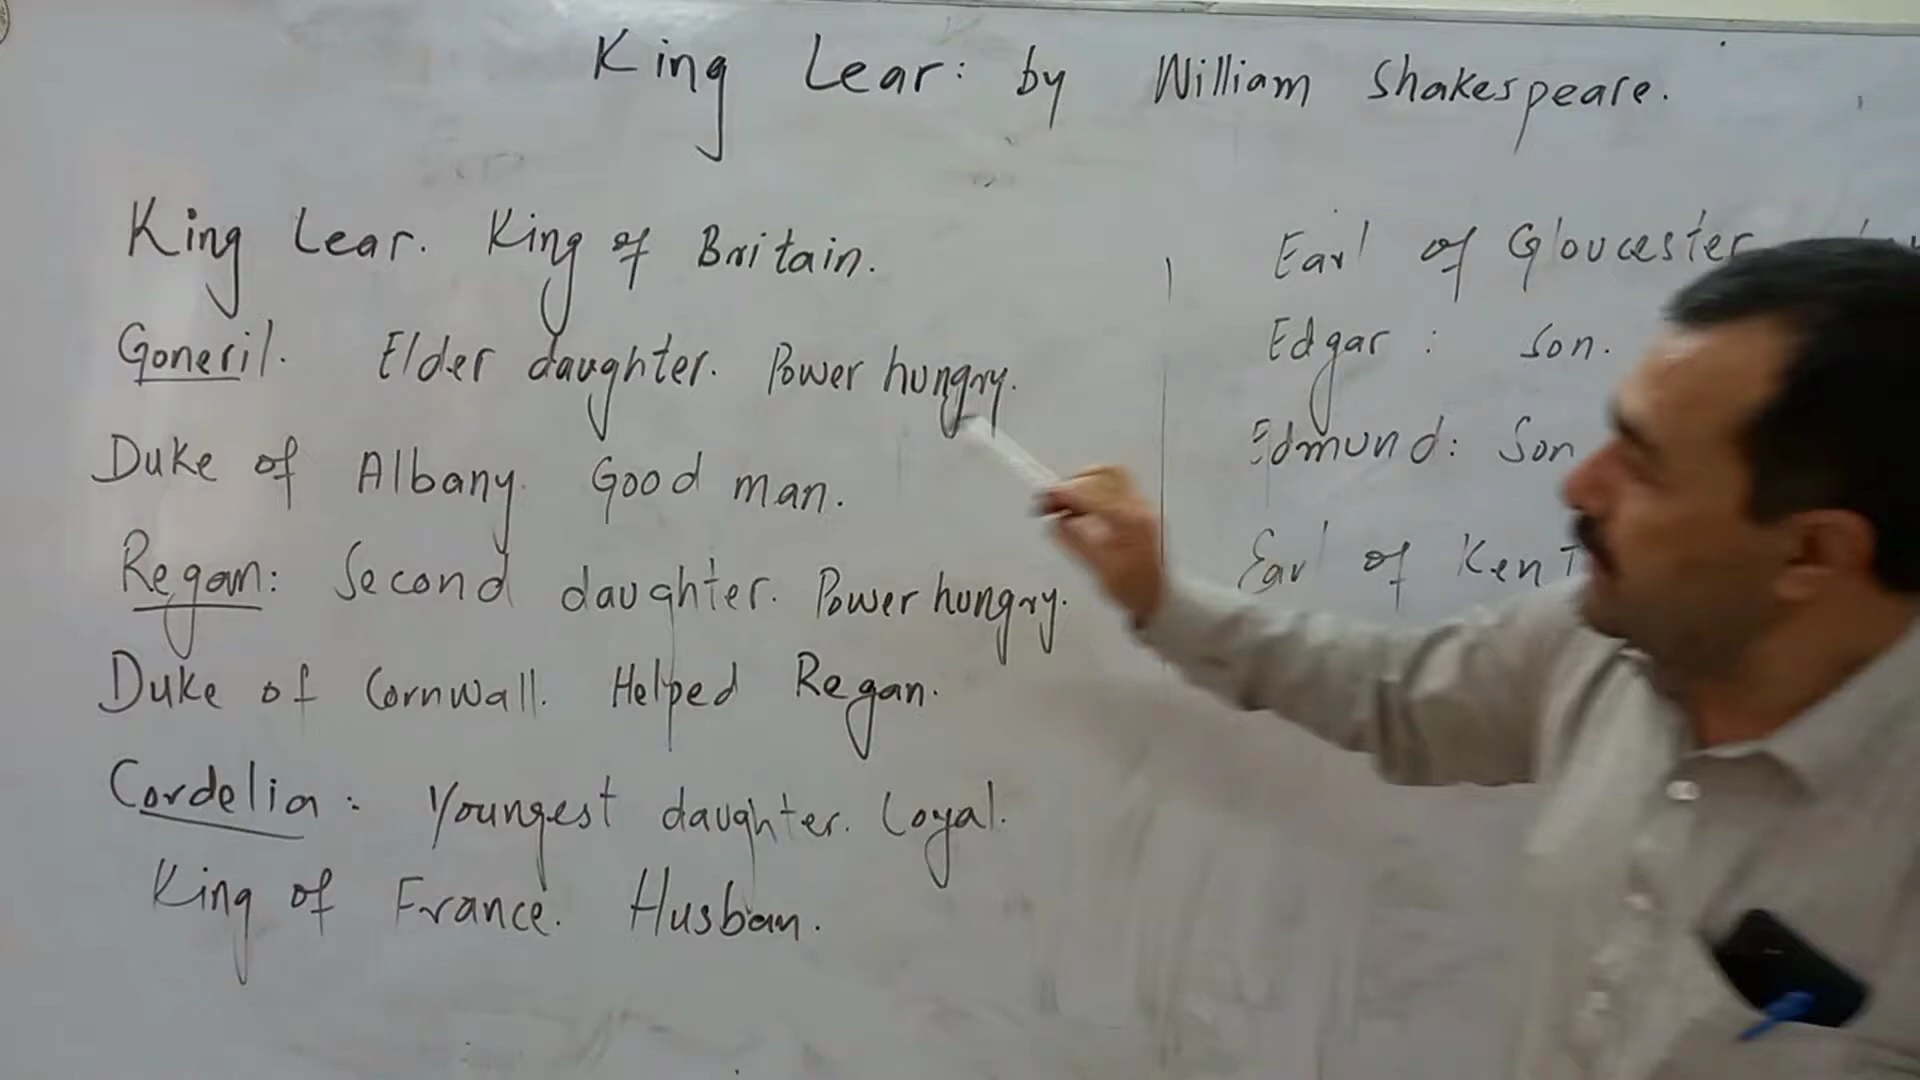 King Lear: by William Shakespeare.
King Lear. King of Britain.
Goneril. Elder daughter. Power hungry.
Duke of Albany. Good man.
Regan: Second daughter. Power hungry.
Duke of Cornwall. Helped Regan.
Cordelia: Youngest daughter. Loyal.
King of France. Husban.
Earl of Gloucester
Edgar: Son.
Edmund: Son
Earl of Kent